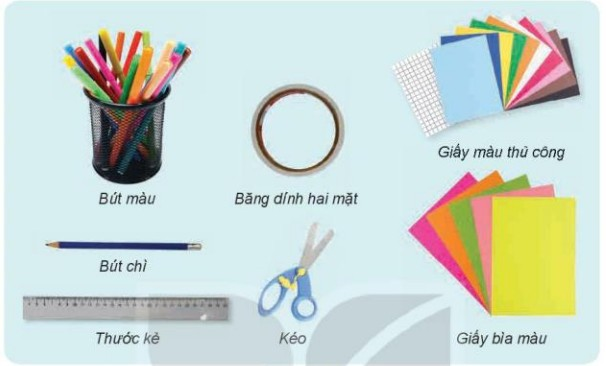 Bút màu
Băng dính hai mặt
Giấy màu thủ công
Bút chì
Thước kẻ
Kéo
Giấy bìa màu